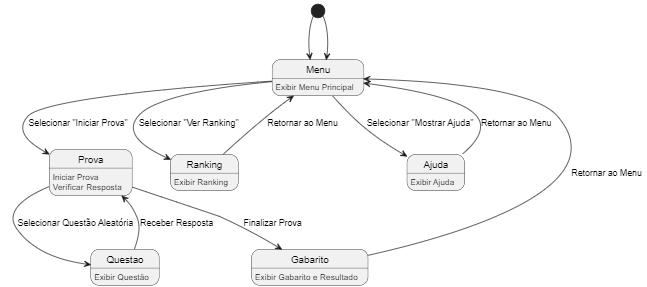 Menu
Exibir Menu Principal
Selecionar "Iniciar Prova"
Selecionar "Ver Ranking"
Retornar ao Menu
Selecionar "Mostrar Ajuda"
Retornar ao Menu
Prova
Iniciar Prova
Verificar Resposta
Ranking
Exibir Ranking
Ajuda
Exibir Ajuda
Retornar ao Menu
Selecionar Questão Aleatória
Receber Resposta
Finalizar Prova
Questao
Exibir Questão
Gabarito
Exibir Gabarito e Resultado